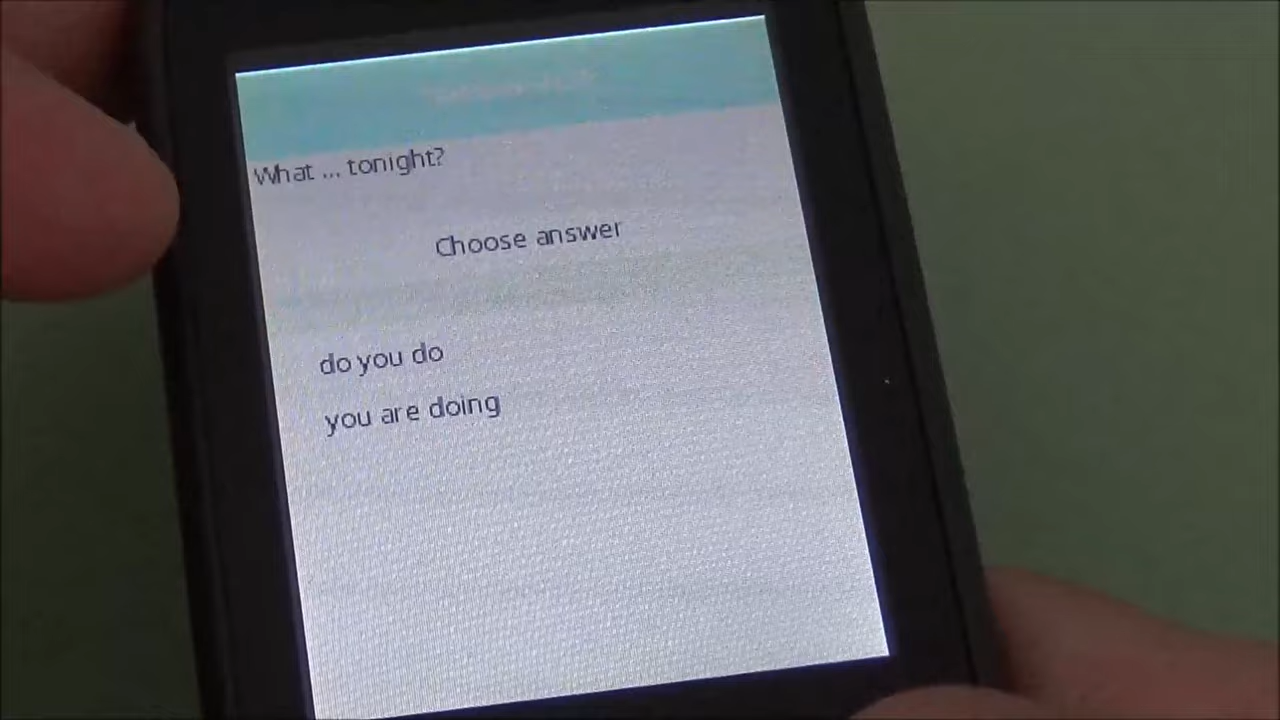 What ... tonight?
Choose answer
do you do
you are doing